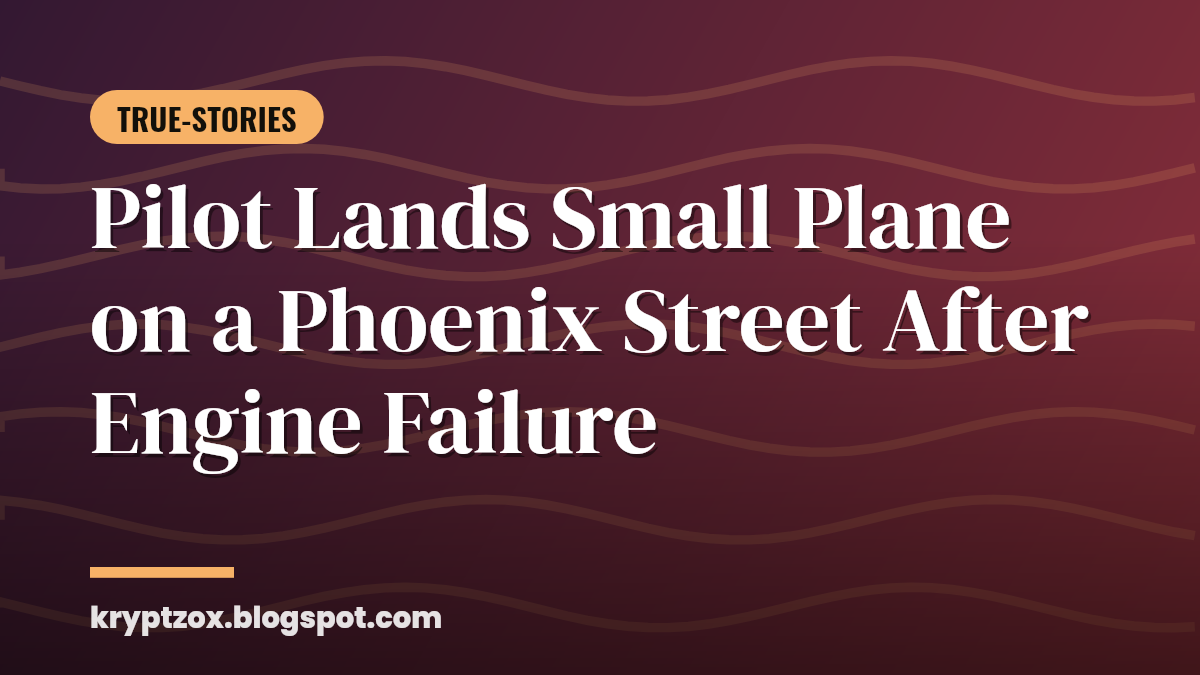 TRUE-STORIES
Pilot Lands Small Plane
on a Phoenix Street After
Engine Failure
kryptzox.blogspot.com